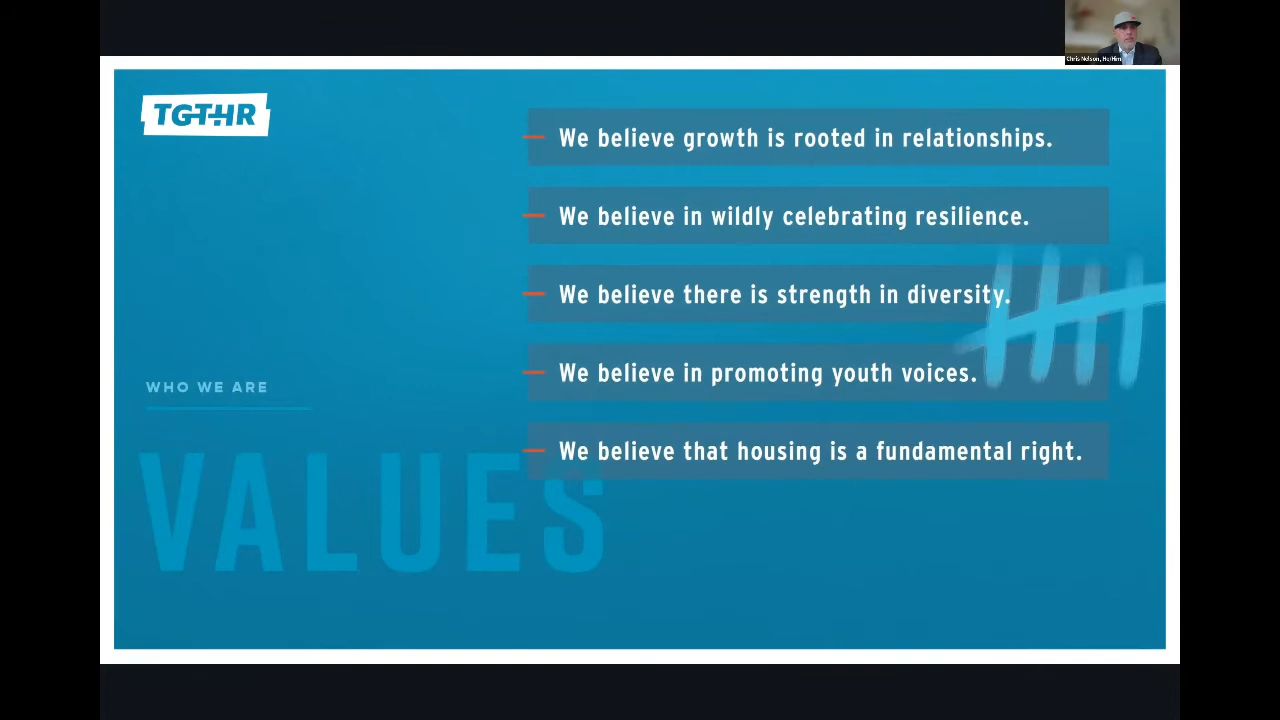 Chris Nelson, He/Him
TGTHR
We believe growth is rooted in relationships.
We believe in wildly celebrating resilience.
We believe there is strength in diversity.
We believe in promoting youth voices.
We believe that housing is a fundamental right.
WHO WE ARE
VALUES